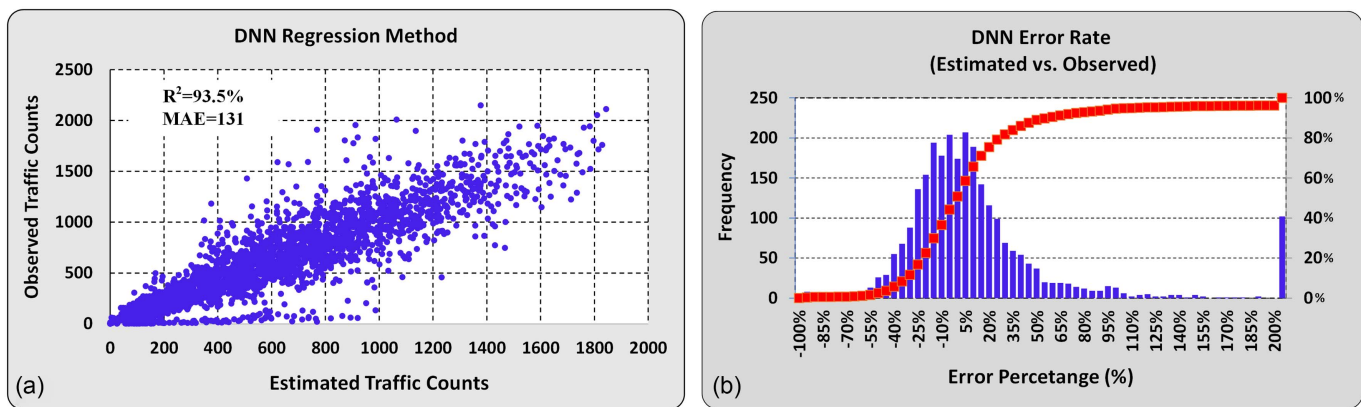 DNN Regression Method
R²=93.5%
MAE=131
Observed Traffic Counts
2500
2000
1500
1000
500
0
0 200 400 600 800 1000 1200 1400 1600 1800 2000
Estimated Traffic Counts
(a)
DNN Error Rate
(Estimated vs. Observed)
Frequency
250
200
150
100
50
0
100%
80%
60%
40%
20%
0%
-100% -85% -70% -55% -40% -25% -10% 5% 20% 35% 50% 65% 80% 95% 110% 125% 140% 155% 170% 185% 200%
Error Percetange (%)
(b)